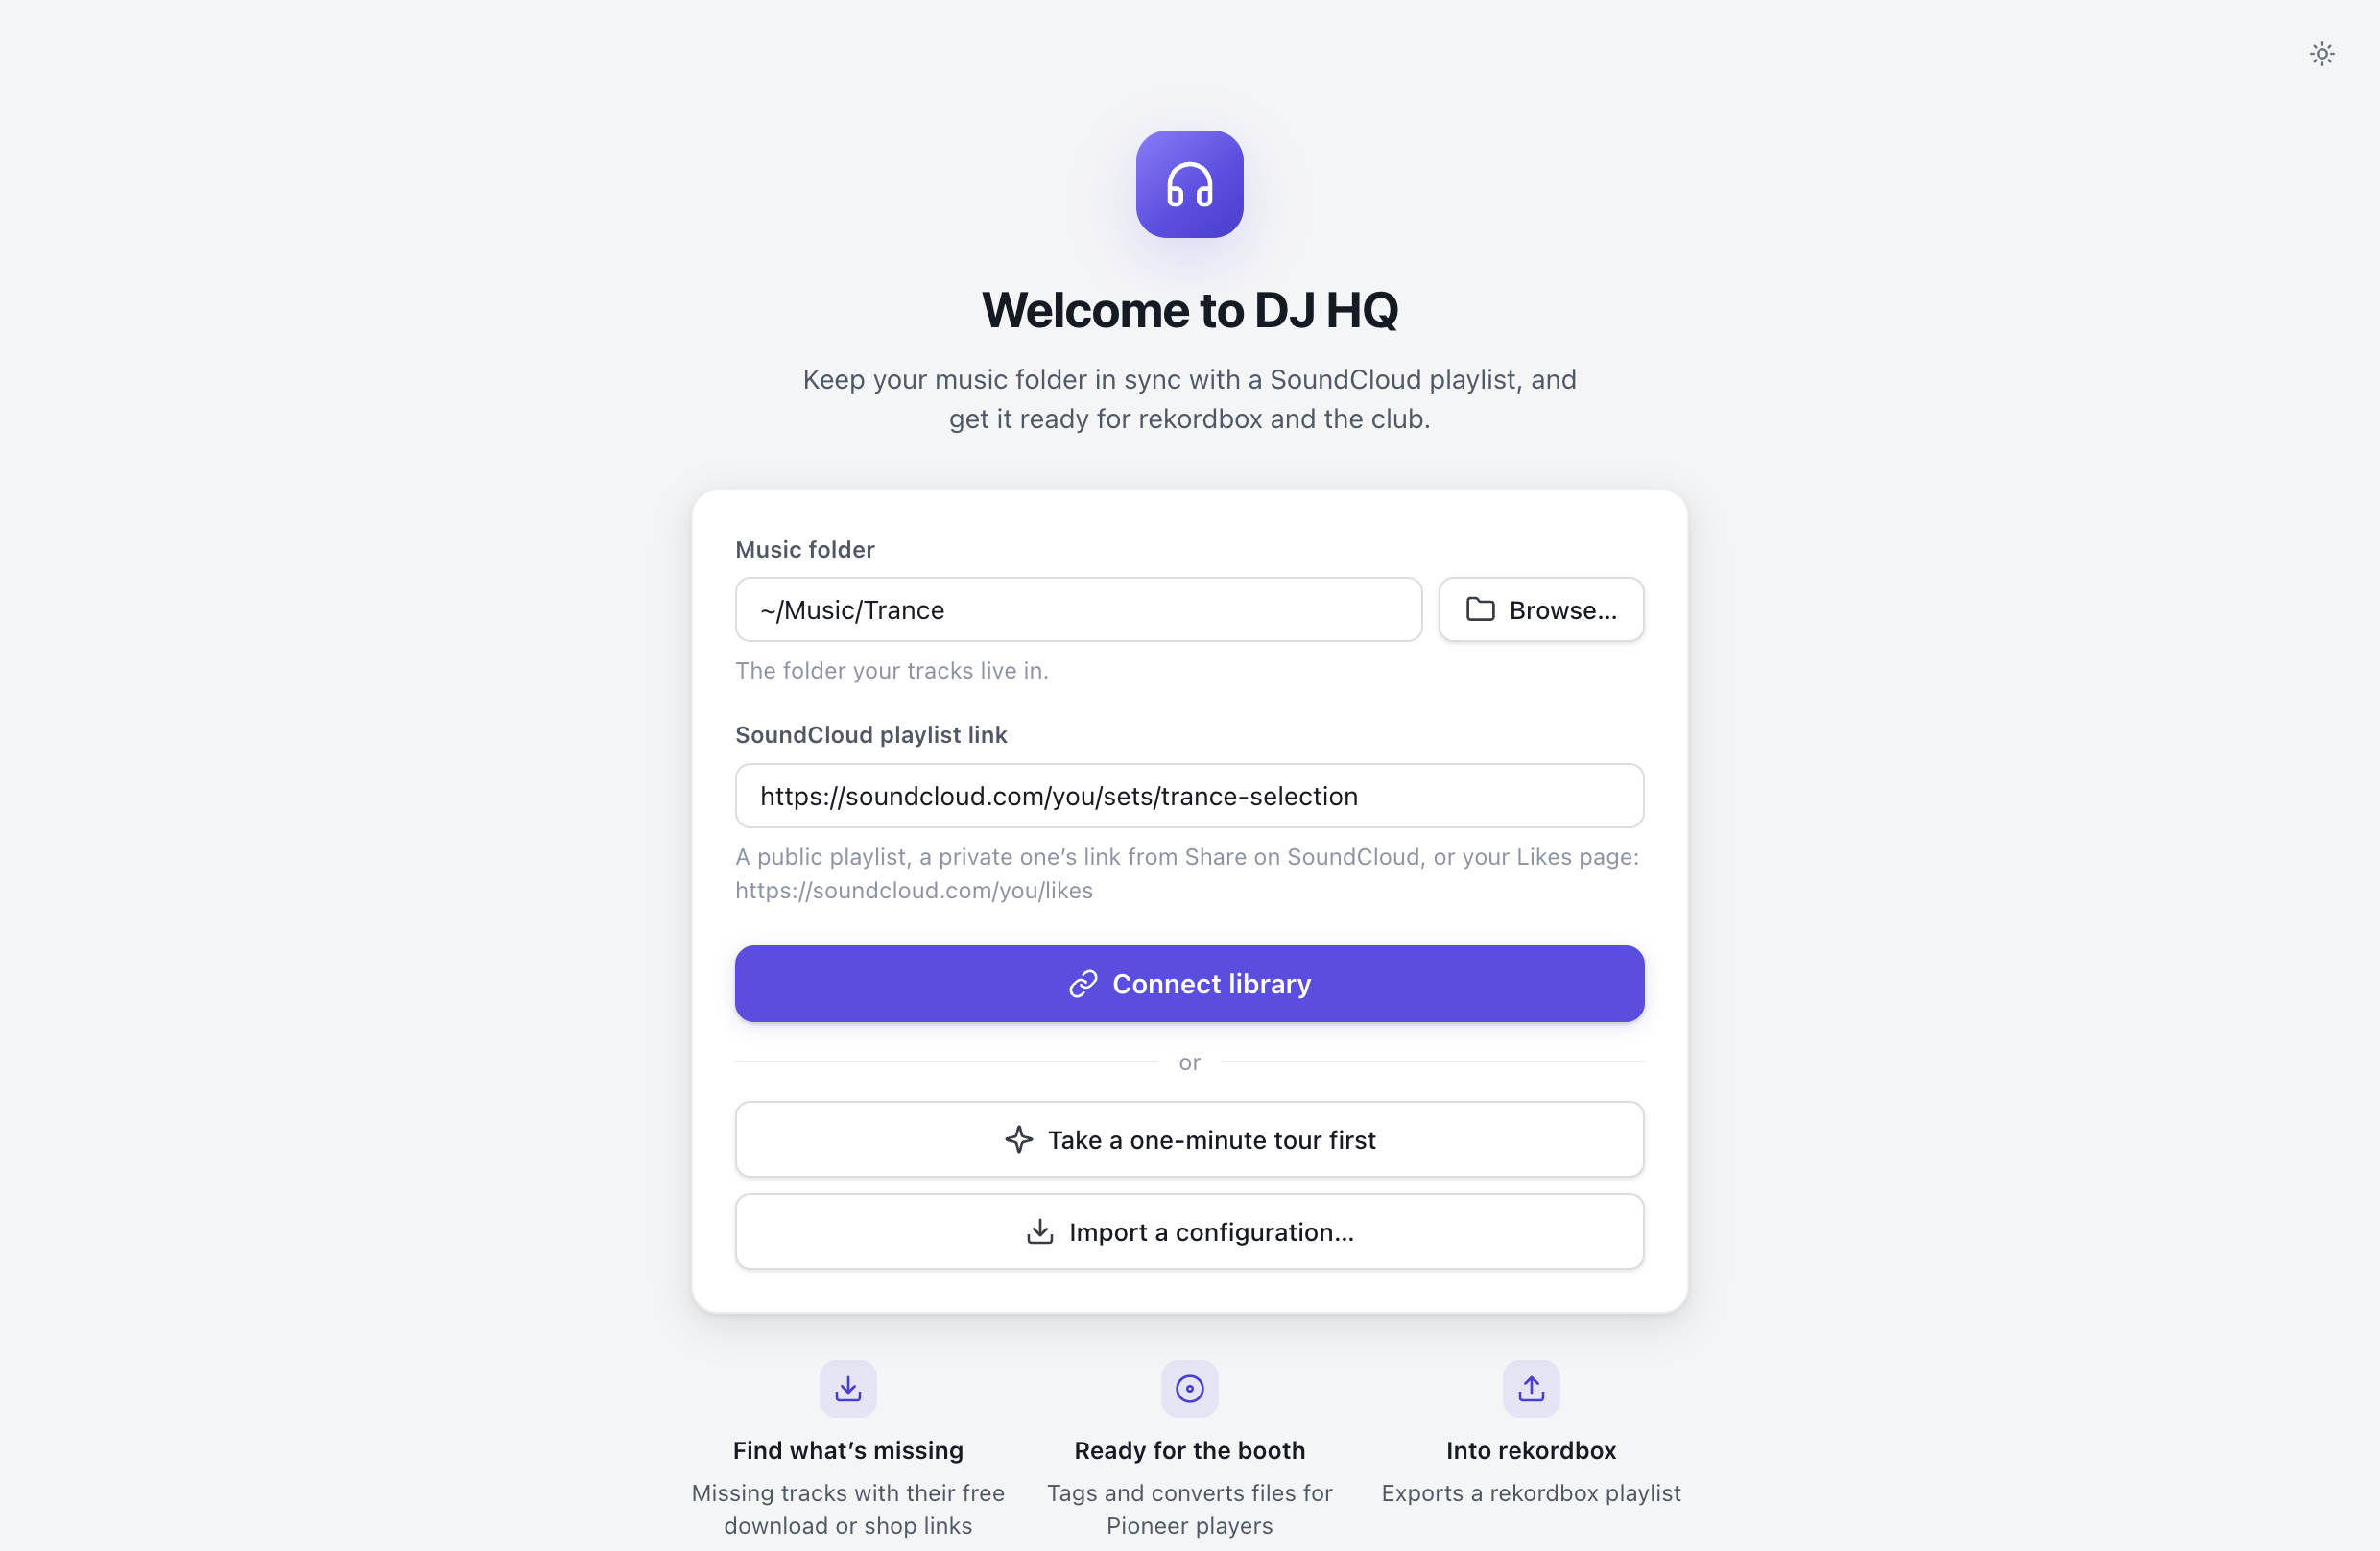 Welcome to DJ HQ
Keep your music folder in sync with a SoundCloud playlist, and
get it ready for rekordbox and the club.
Music folder
~/Music/Trance
Browse...
The folder your tracks live in.
SoundCloud playlist link
https://soundcloud.com/you/sets/trance-selection
A public playlist, a private one’s link from Share on SoundCloud, or your Likes page:
https://soundcloud.com/you/likes
Connect library
or
Take a one-minute tour first
Import a configuration...
Find what’s missing
Missing tracks with their free
download or shop links
Ready for the booth
Tags and converts files for
Pioneer players
Into rekordbox
Exports a rekordbox playlist